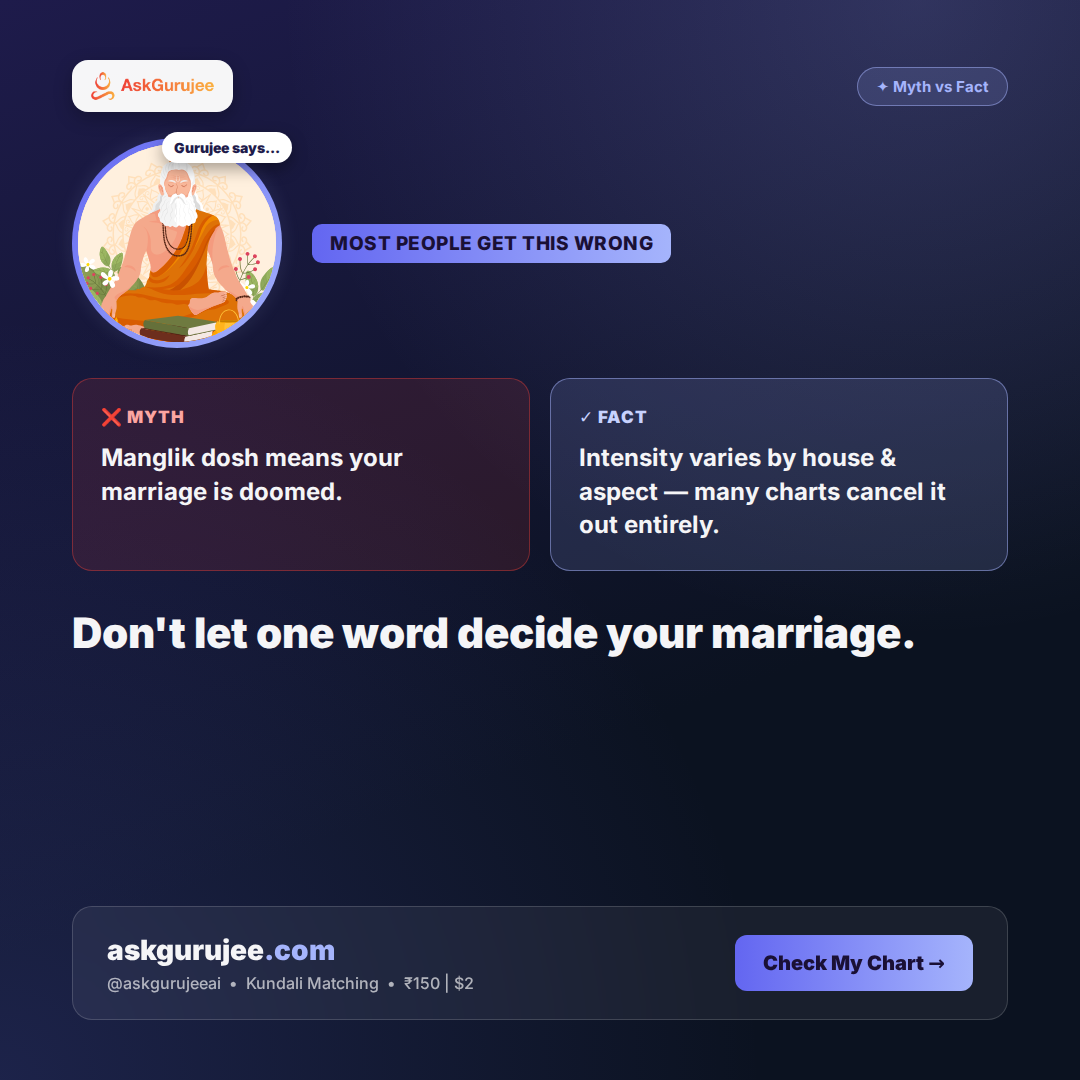 AskGurujee
✦ Myth vs Fact
Gurujee says...
MOST PEOPLE GET THIS WRONG
❌ MYTH
Manglik dosh means your
marriage is doomed.
✓ FACT
Intensity varies by house &
aspect — many charts cancel it
out entirely.
Don't let one word decide your marriage.
askgurujee.com
@askgurujeeai • Kundali Matching • ₹150 | $2
Check My Chart →